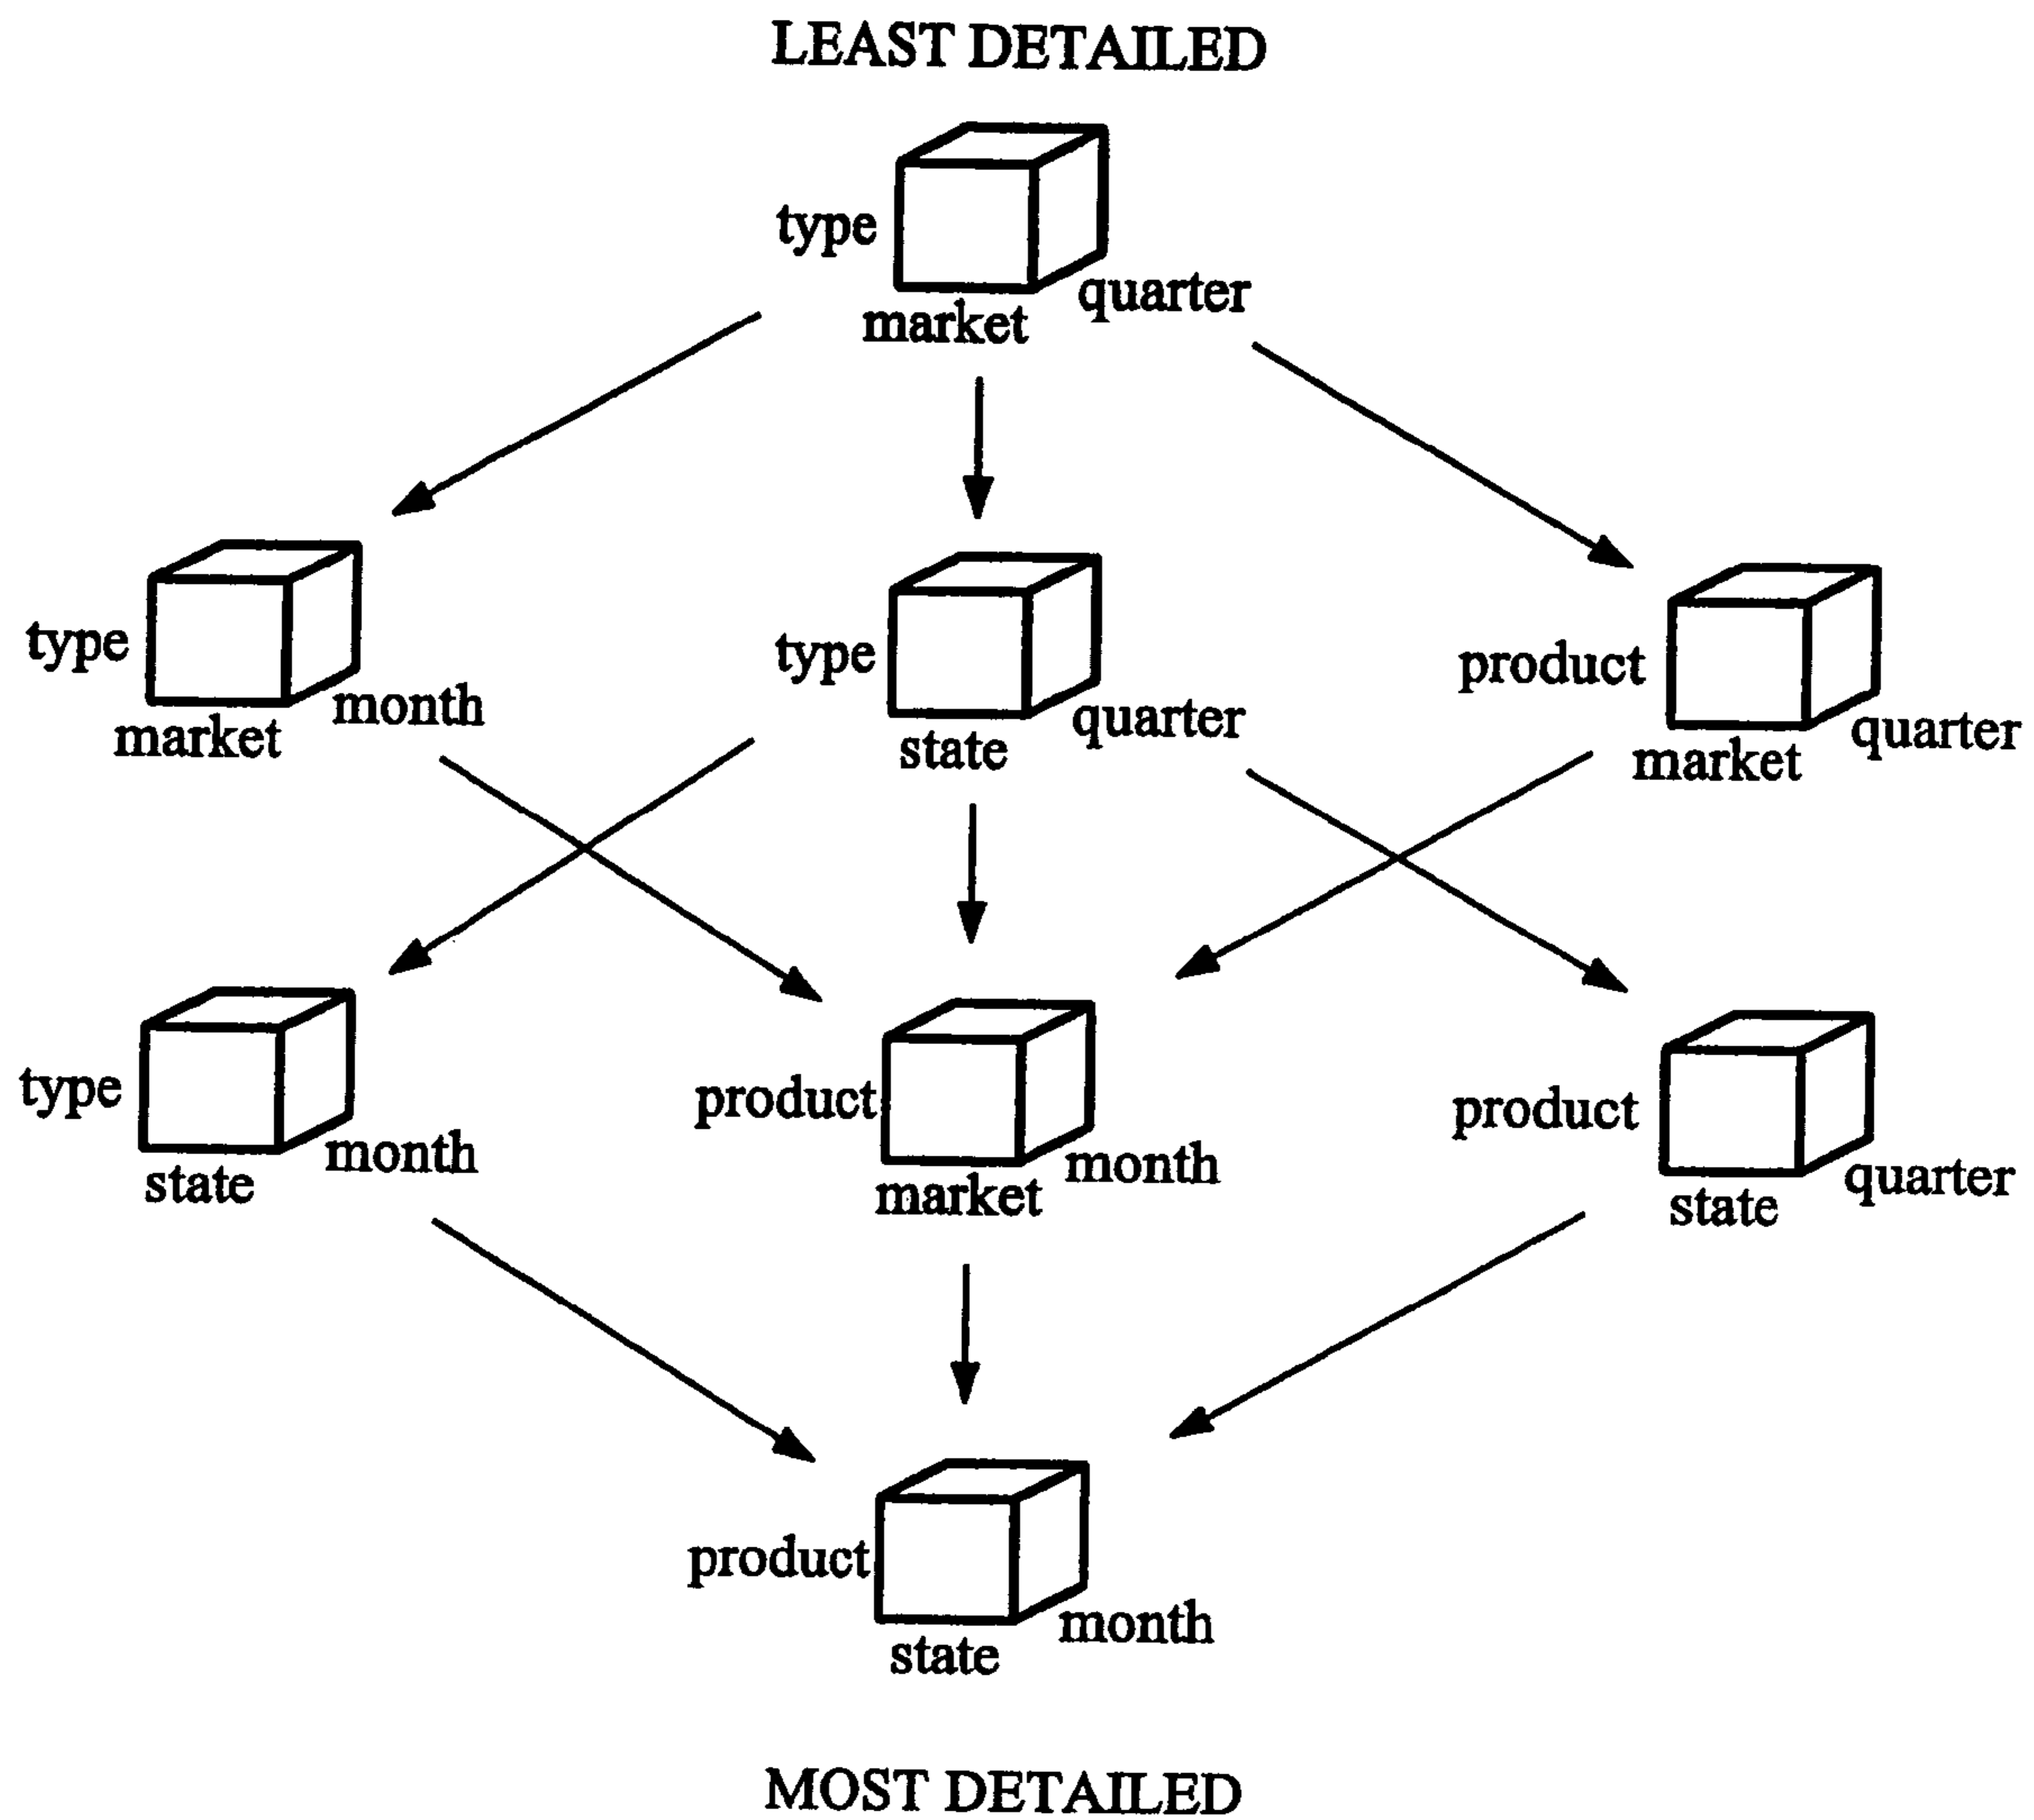 LEAST DETAILED
type
quarter
market
type
month
market
type
quarter
state
product
quarter
market
type
month
state
product
month
market
product
quarter
state
product
month
state
MOST DETAILED